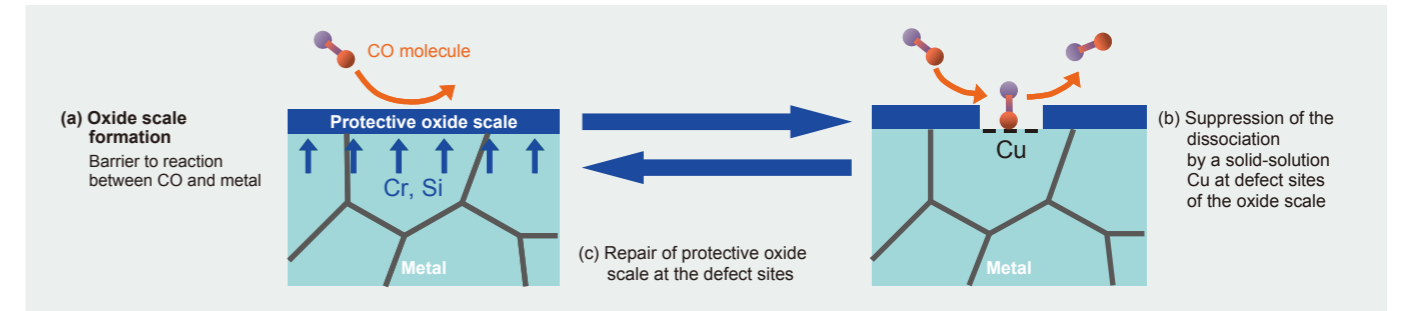 (a) Oxide scale
formation
Barrier to reaction
between CO and metal
CO molecule
Protective oxide scale
Cr, Si
Metal
(c) Repair of protective oxide
scale at the defect sites
Cu
Metal
(b) Suppression of the
dissociation
by a solid-solution
Cu at defect sites
of the oxide scale